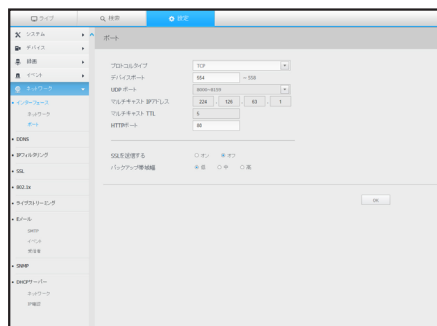 ライブ
検索
設定
システム
デバイス
録画
イベント
ネットワーク
インターフェース
ネットワーク
ポート
DDNS
IPフィルタリング
SSL
802.1x
ライブストリーミング
Eメール
SMTP
イベント
受信者
SNMP
DHCPサーバー
ネットワーク
IP確認
ポート
プロトコルタイプ TCP
デバイスポート 554 ~ 558
UDP ポート 8000~8159
マルチキャスト IPアドレス 224 . 126 . 63 . 1
マルチキャスト TTL 5
HTTPポート 80
SSLを送信する オン オフ
バックアップ帯域幅 低 中 高
OK